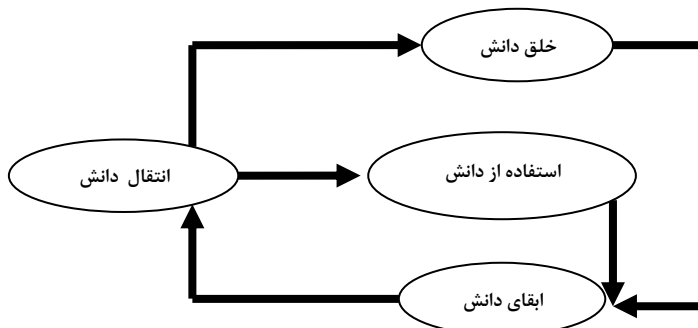 خلق دانش
استفاده از دانش
انتقال دانش
ابقای دانش